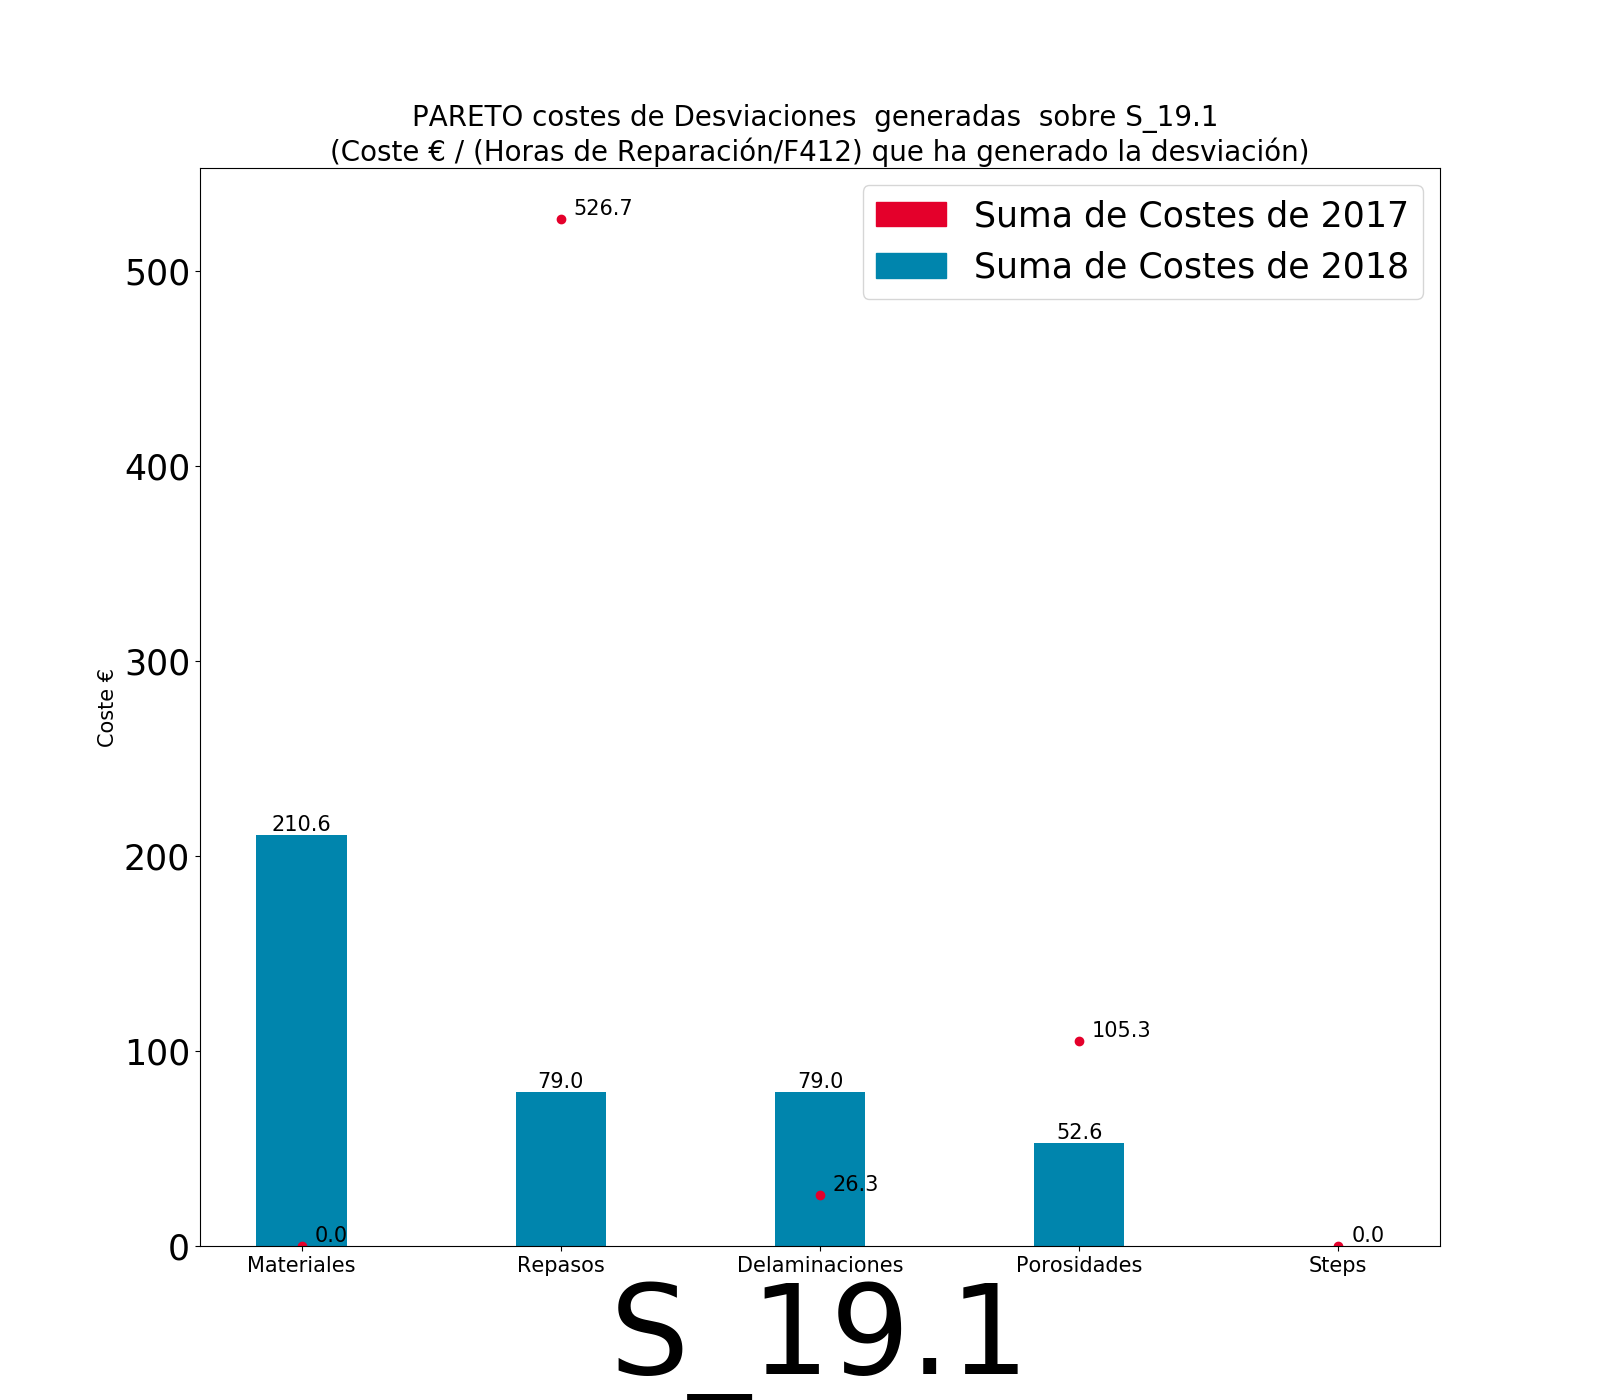 PARETO costes de Desviaciones  generadas  sobre S_19.1
(Coste € / (Horas de Reparación/F412) que ha generado la desviación)
Suma de Costes de 2017
Suma de Costes de 2018
526.7
500
400
300
200
100
0
Coste €
210.6
0.0
79.0
79.0
26.3
105.3
52.6
0.0
Materiales
Repasos
Delaminaciones
Porosidades
Steps
S_19.1